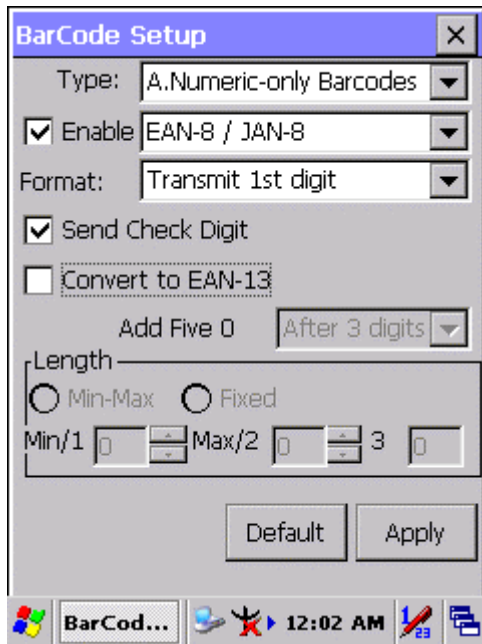 BarCode Setup
Type: A.Numeric-only Barcodes
Enable EAN-8 / JAN-8
Format: Transmit 1st digit
Send Check Digit
Convert to EAN-13
Add Five 0 After 3 digits
Length
Min-Max Fixed
Min/1 0 Max/2 0 3 0
Default Apply
BarCod... 12:02 AM 1 23